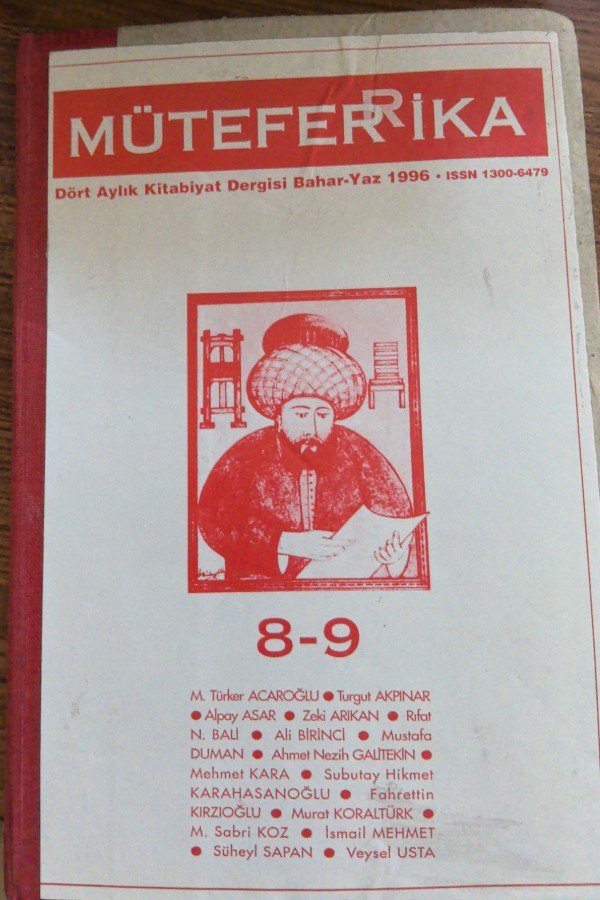 MÜTEFERRİKA
Dört Aylık Kitabiyat Dergisi Bahar-Yaz 1996 • ISSN 1300-6479
8-9
M. Türker ACAROĞLU ● Turgut AKPINAR
● Alpay ASAR ● Zeki ARIKAN ● Rıfat
N. BALİ ● Ali BİRİNCİ ● Mustafa
DUMAN ● Ahmet Nezih GALİTEKİN ●
Mehmet KARA ● Subutay Hikmet
KARAHASANOĞLU ● Fahrettin
KIRZIOĞLU ● Murat KORALTÜRK ●
M. Sabri KOZ ● İsmail MEHMET
● Süheyl SAPAN ● Veysel USTA